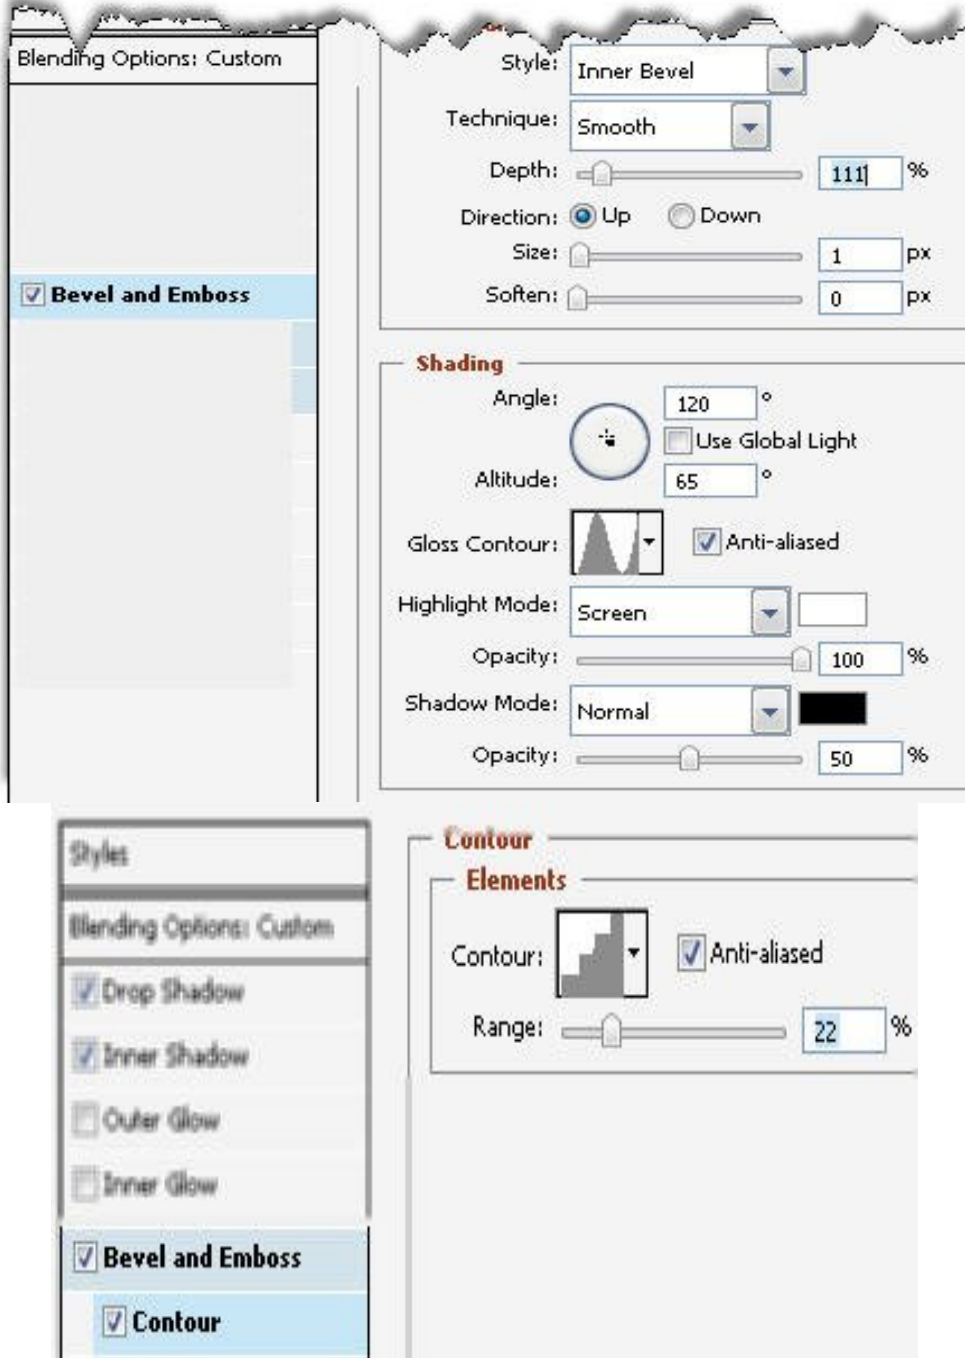 Blending Options: Custom
Style: Inner Bevel
Technique: Smooth
Depth: 111 %
Direction: Up Down
Size: 1 px
Bevel and Emboss
Soften: 0 px
Shading
Angle: 120 °
Use Global Light
Altitude: 65 °
Gloss Contour: Anti-aliased
Highlight Mode: Screen
Opacity: 100 %
Shadow Mode: Normal
Opacity: 50 %
Styles
Blending Options: Custom
Drop Shadow
Inner Shadow
Outer Glow
Inner Glow
Bevel and Emboss
Contour
Contour
Elements
Contour: Anti-aliased
Range: 22 %